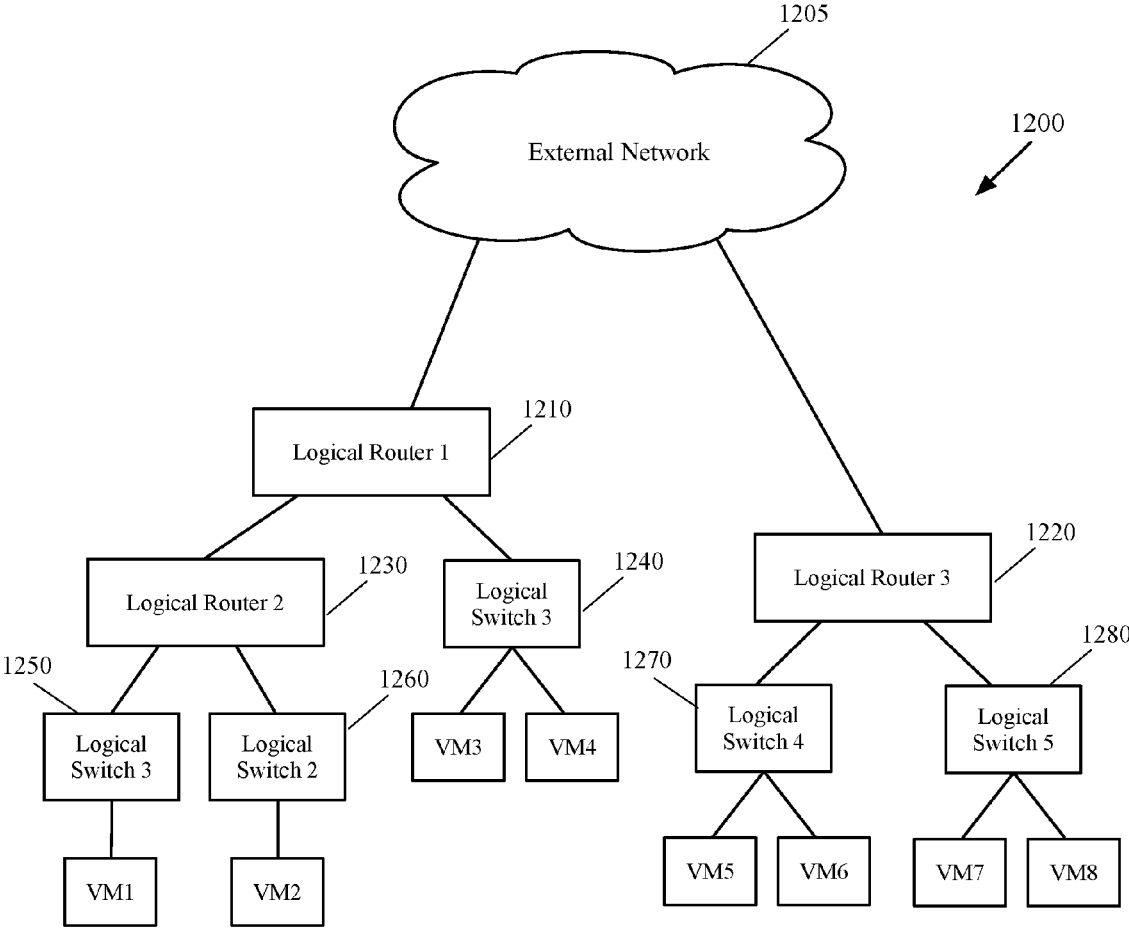 1205
1200
External Network
1210
Logical Router 1
1220
1230
1240
Logical Router 3
Logical
Switch 3
Logical Router 2
1250
1260
1270
1280
Logical
Switch 3
Logical
Switch 2
VM3
VM4
Logical
Switch 4
Logical
Switch 5
VM1
VM2
VM5
VM6
VM7
VM8